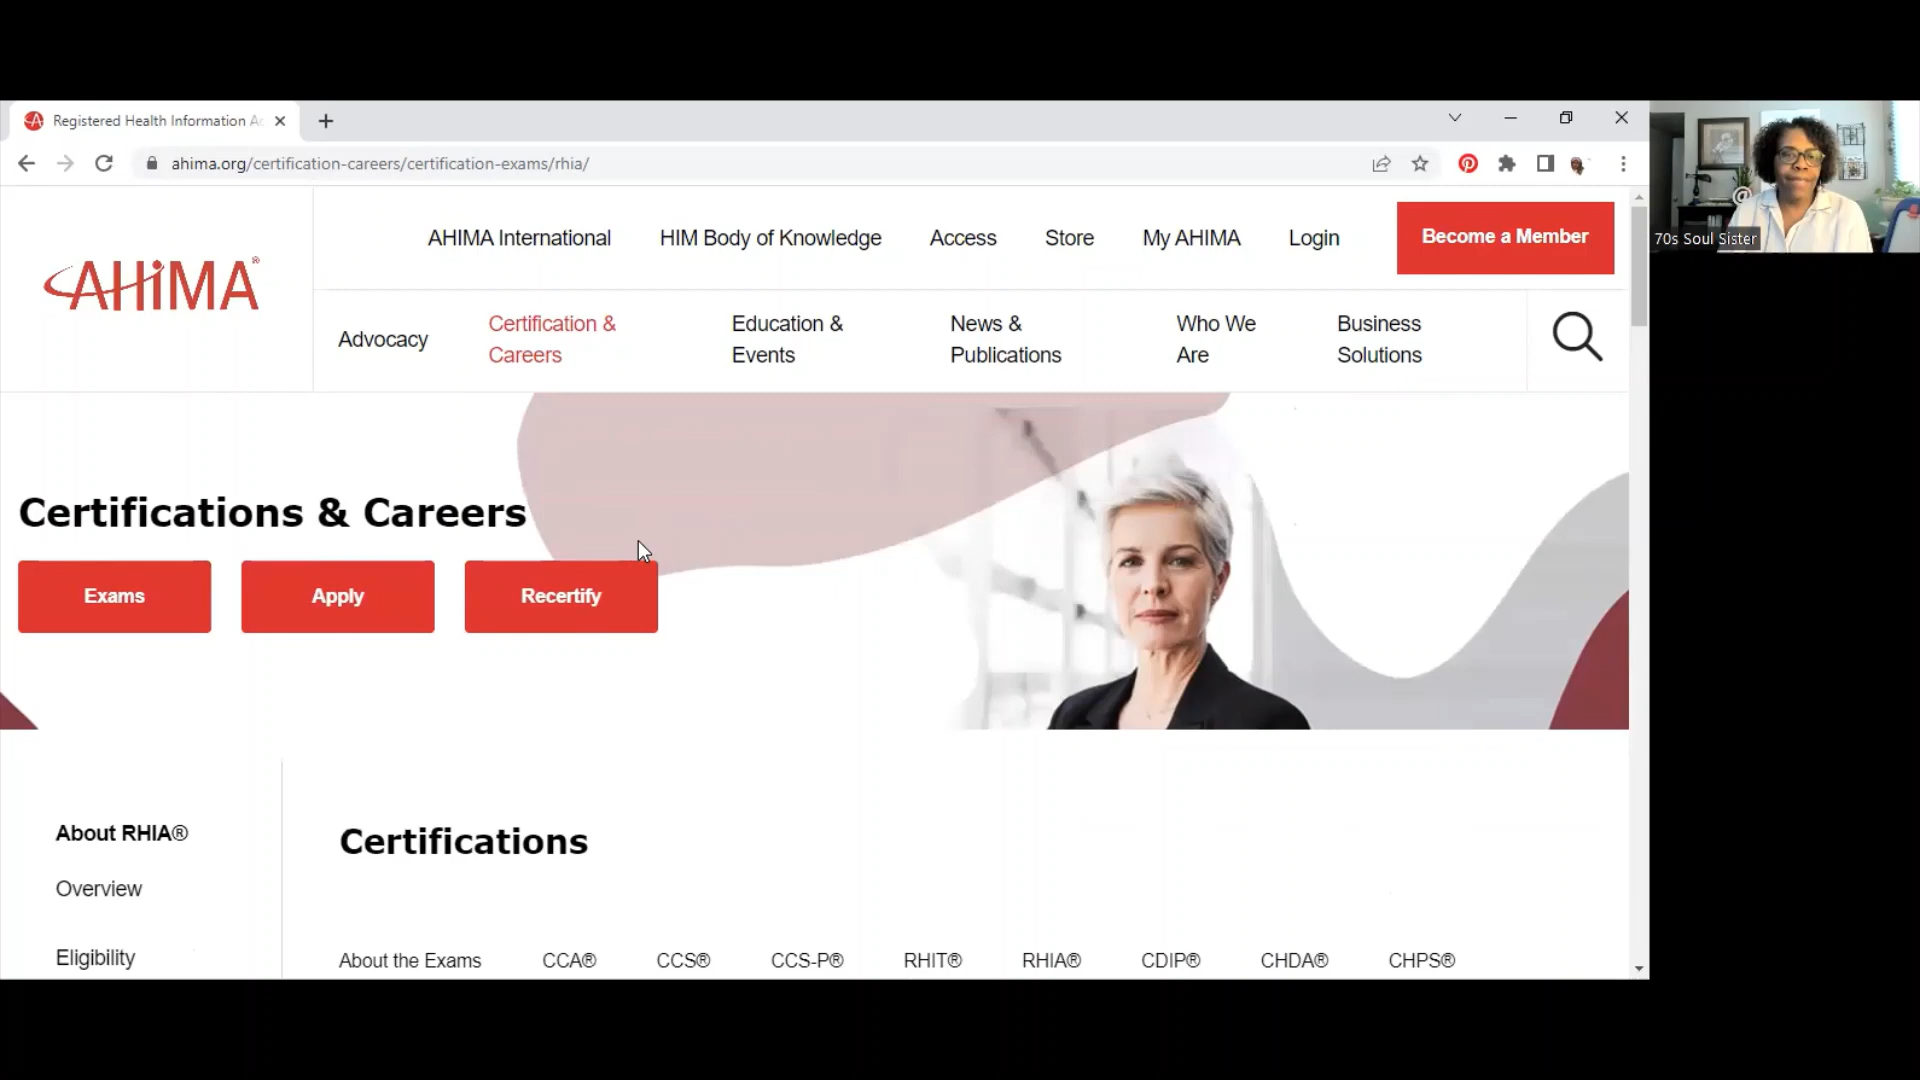 Registered Health Information Ac
ahima.org/certification-careers/certification-exams/rhia/
70s Soul Sister
AHIMA International
HIM Body of Knowledge
Access
Store
My AHIMA
Login
Become a Member
AHIMA®
Advocacy
Certification &
Careers
Education &
Events
News &
Publications
Who We
Are
Business
Solutions
Certifications & Careers
Exams
Apply
Recertify
About RHIA®
Overview
Eligibility
Certifications
About the Exams
CCA®
CCS®
CCS-P®
RHIT®
RHIA®
CDIP®
CHDA®
CHPS®